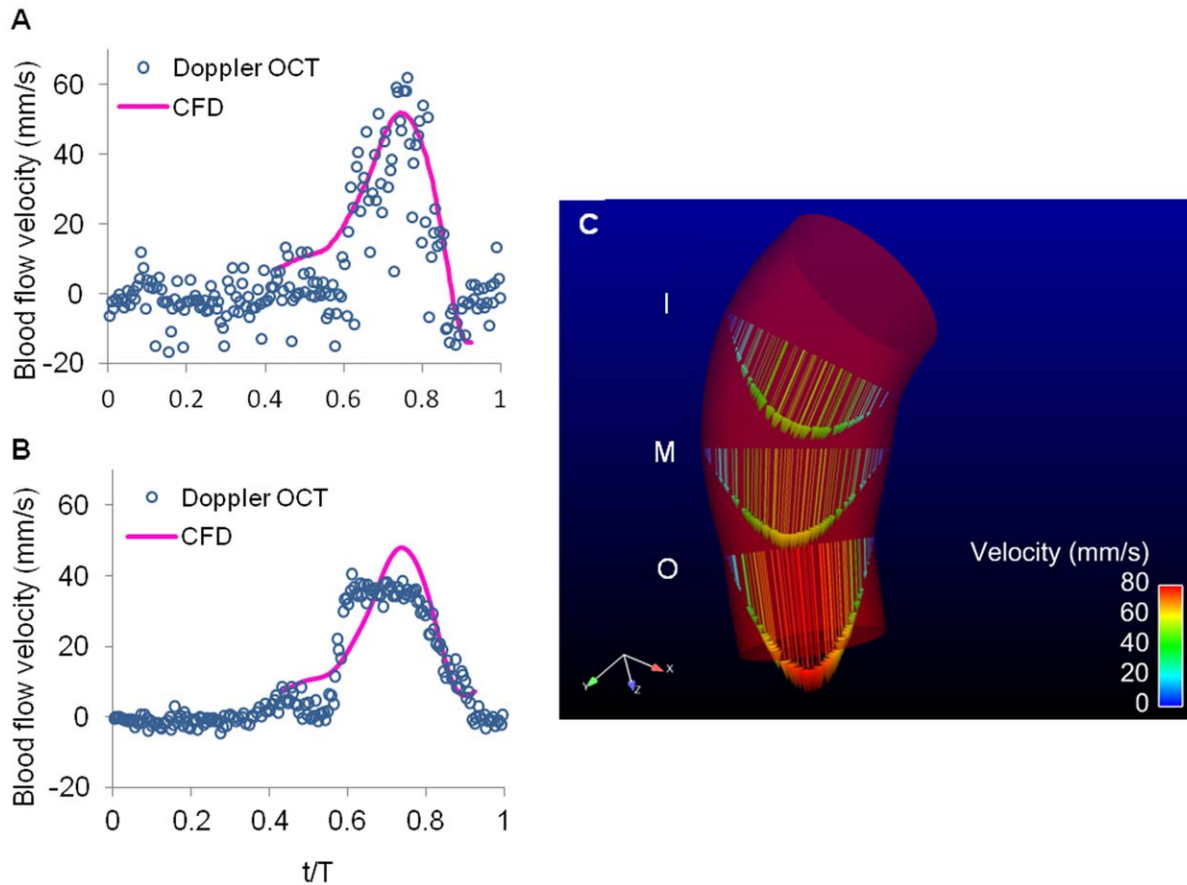 A
Blood flow velocity (mm/s)
60
40
20
0
-20
Doppler OCT
CFD
0 0.2 0.4 0.6 0.8 1
B
Blood flow velocity (mm/s)
60
40
20
0
-20
Doppler OCT
CFD
0 0.2 0.4 0.6 0.8 1
t/T
C
I
M
O
Velocity (mm/s)
80
60
40
20
0
Y
Z
X